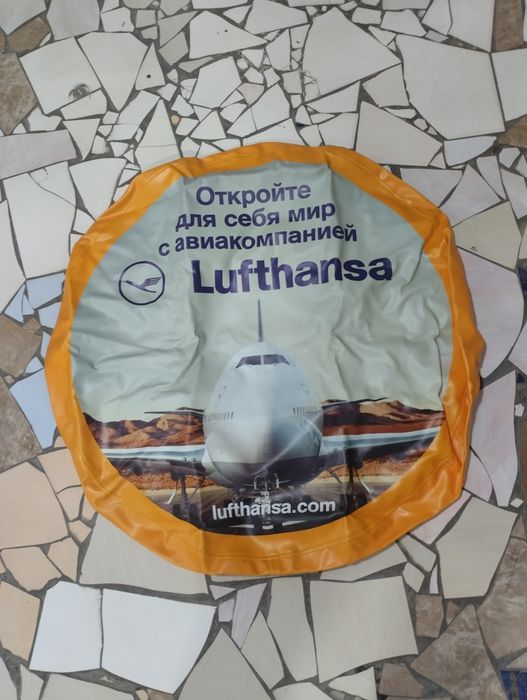 Откройте
для себя мир
с авиакомпанией
Lufthansa
lufthansa.com